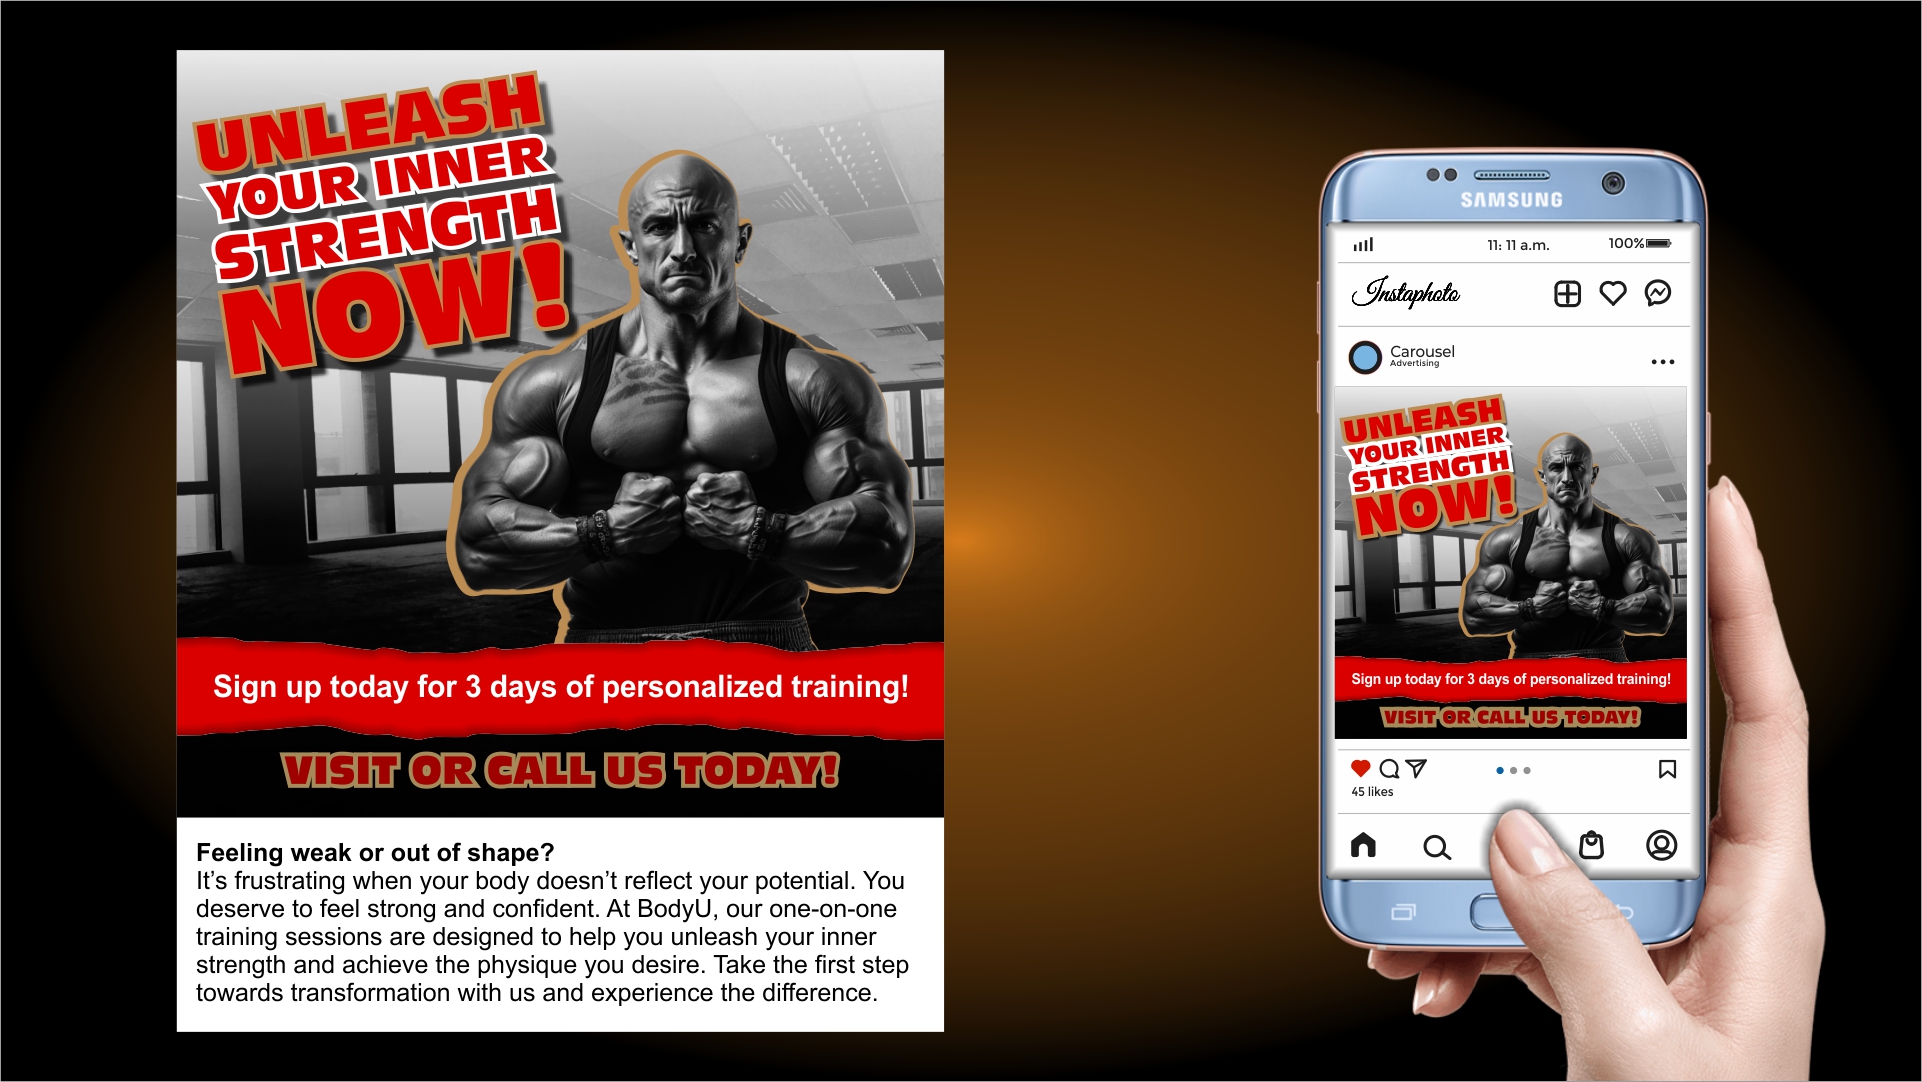 UNLEASH
YOUR INNER
STRENGTH
NOW!
Sign up today for 3 days of personalized training!
VISIT OR CALL US TODAY!
Feeling weak or out of shape?
It’s frustrating when your body doesn’t reflect your potential. You
deserve to feel strong and confident. At BodyU, our one-on-one
training sessions are designed to help you unleash your inner
strength and achieve the physique you desire. Take the first step
towards transformation with us and experience the difference.
SAMSUNG
11: 11 a.m. 100%
Instaphoto
Carousel
Advertising
UNLEASH
YOUR INNER
STRENGTH
NOW!
Sign up today for 3 days of personalized training!
VISIT OR CALL US TODAY!
45 likes